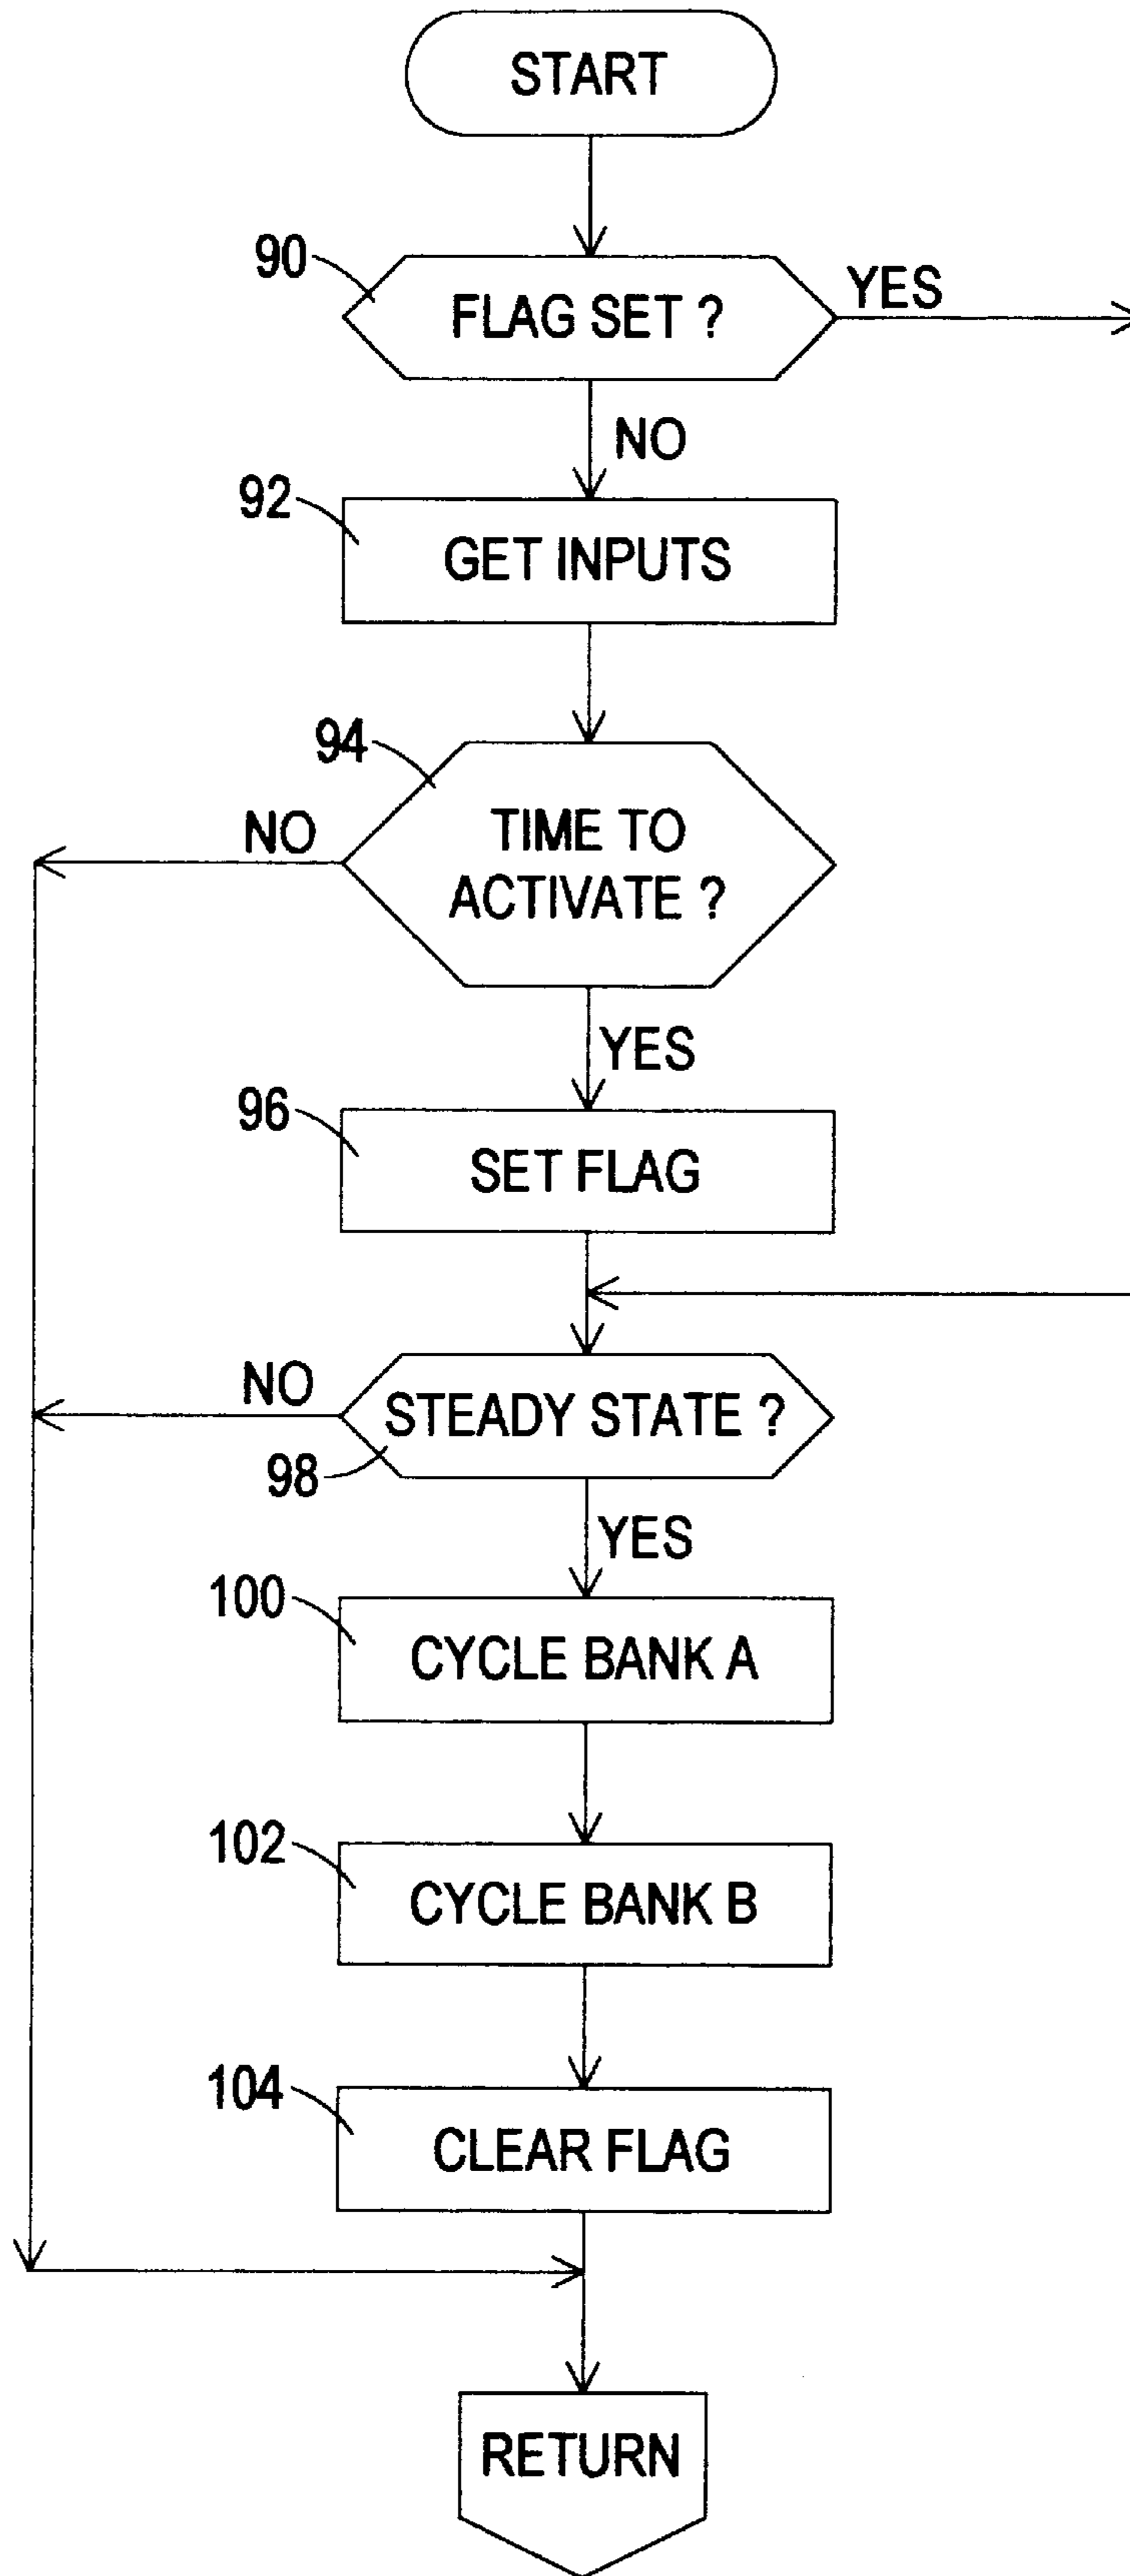 START
90
FLAG SET ?
YES
NO
92
GET INPUTS
94
NO
TIME TO
ACTIVATE ?
YES
96
SET FLAG
NO
STEADY STATE ?
98
YES
100
CYCLE BANK A
102
CYCLE BANK B
104
CLEAR FLAG
RETURN